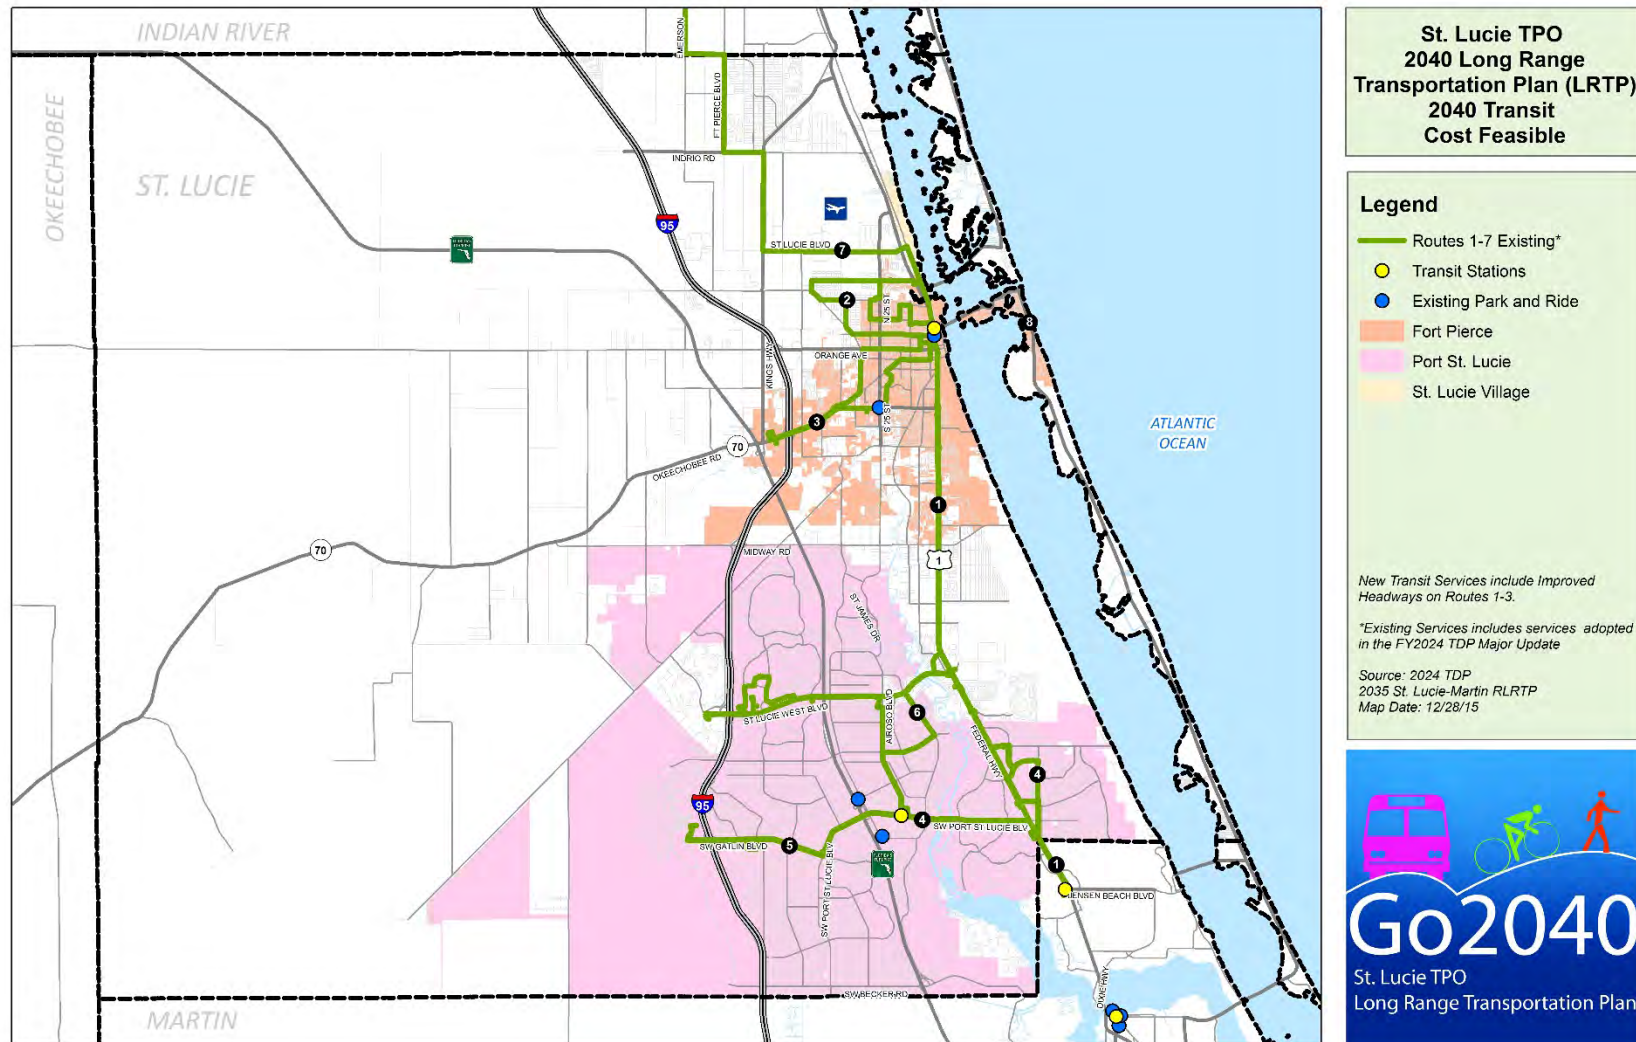 St. Lucie TPO
2040 Long Range
Transportation Plan (LRTP)
2040 Transit
Cost Feasible
Legend
Routes 1-7 Existing*
Transit Stations
Existing Park and Ride
Fort Pierce
Port St. Lucie
St. Lucie Village
New Transit Services include Improved
Headways on Routes 1-3.
*Existing Services includes services adopted
in the FY2024 TDP Major Update
Source: 2024 TDP
2035 St. Lucie-Martin RLRTP
Map Date: 12/28/15
Go2040
St. Lucie TPO
Long Range Transportation Plan
INDIAN RIVER
OKEECHOBEE
ST. LUCIE
MARTIN
ATLANTIC
OCEAN
EMERSON
FT PIERCE BLVD
INDRIO RD
95
ST LUCIE BLVD
7
2
N 25 ST
8
KINGS HWY
ORANGE AVE
S 25 ST
3
70
OKEECHOBEE RD
1
70
MIDWAY RD
1
ST JAMES DR
ST LUCIE WEST BLVD
AIROSO BLVD
6
FEDERAL HWY
4
95
4
SW PORT ST LUCIE BLV
SW GATLIN BLVD
5
SW PORT ST LUCIE BLV
1
JENSEN BEACH BLVD
DIXIE HWY
SW BECKER RD